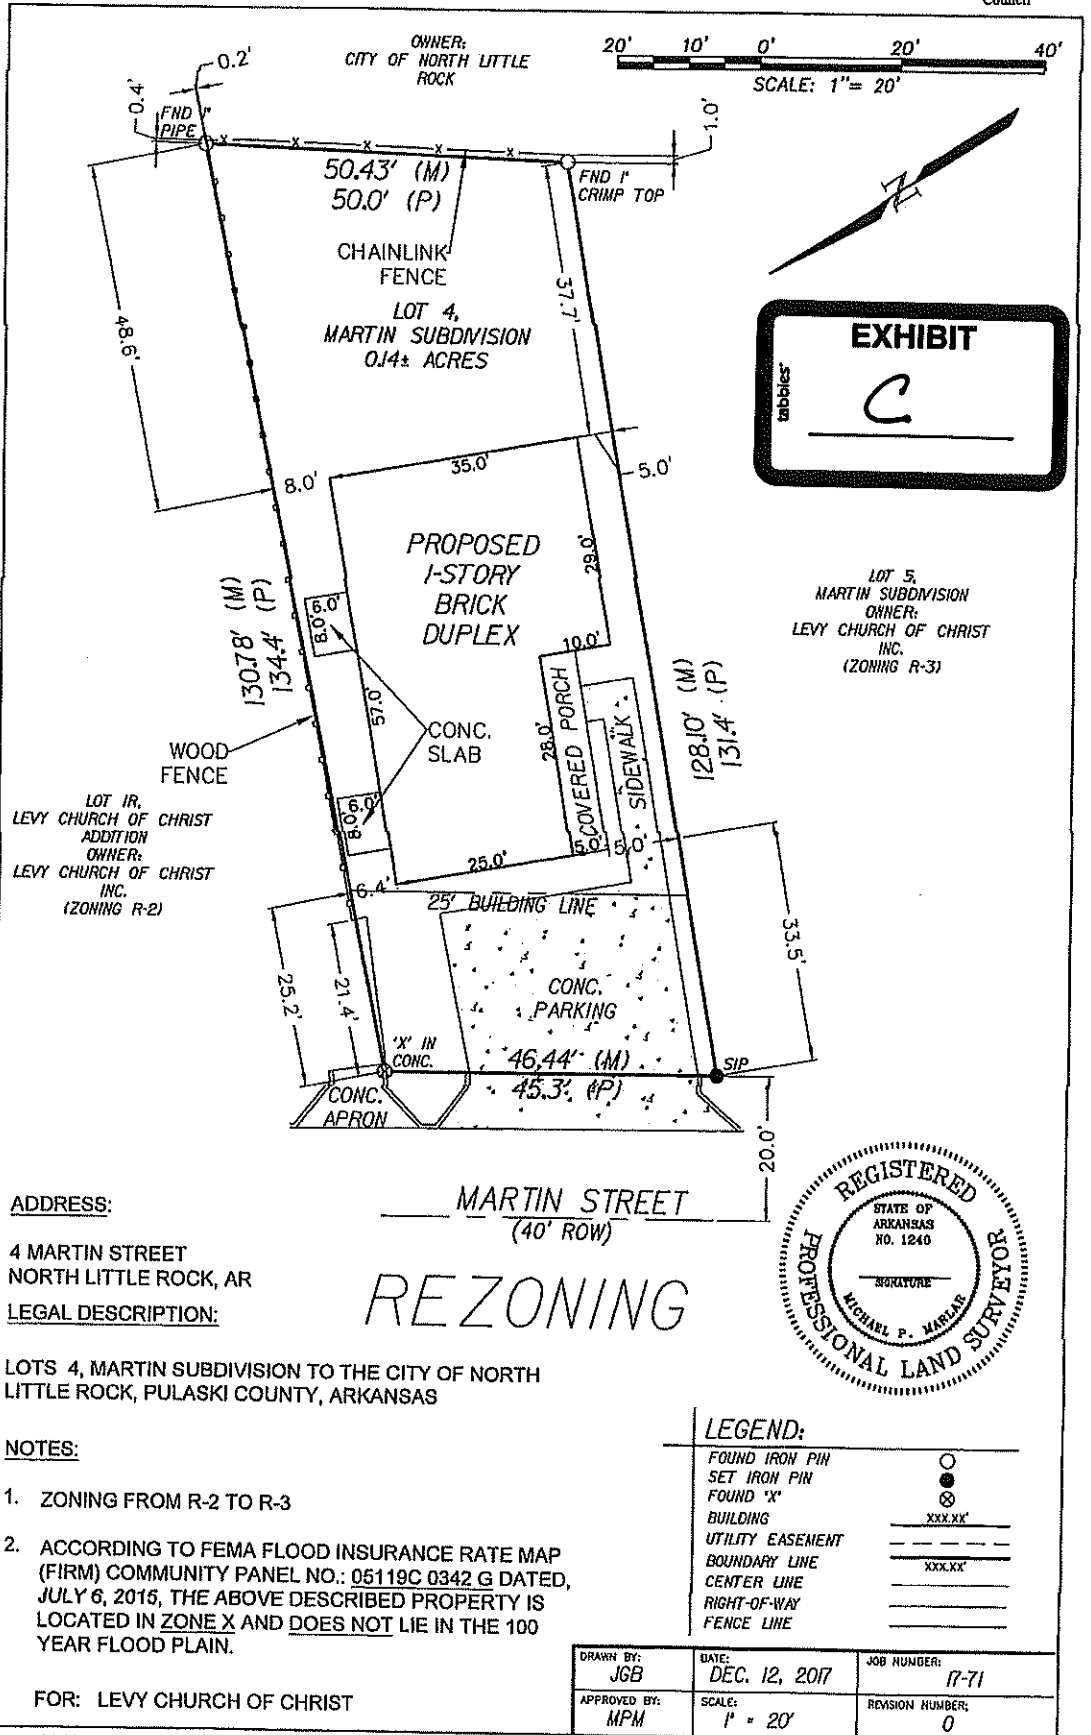 Council
OWNER:
CITY OF NORTH LITTLE
ROCK
20' 10' 0' 20' 40'
SCALE: 1"= 20'
0.2'
0.4'
FND 1"
PIPE
1.0'
50.43' (M)
50.0' (P)
FND 1"
CRIMP TOP
N
CHAINLINK
FENCE
37.7'
48.6'
LOT 4,
MARTIN SUBDIVISION
0.14± ACRES
EXHIBIT
tabbies'
C
35.0'
8.0'
5.0'
PROPOSED
1-STORY
BRICK
DUPLEX
29.0'
LOT 5,
MARTIN SUBDIVISION
OWNER:
LEVY CHURCH OF CHRIST
INC.
(ZONING R-3)
130.78' (M)
134.4' (P)
6.0'
8.0'
10.0'
57.0'
CONC.
SLAB
28.0'
COVERED PORCH
SIDEWALK
128.10' (M)
131.4' (P)
WOOD
FENCE
LOT 1R,
LEVY CHURCH OF CHRIST
ADDITION
OWNER:
LEVY CHURCH OF CHRIST
INC.
(ZONING R-2)
6.0'
8.0'
25.0'
5.0'
5.0'
6.4'
25' BUILDING LINE
33.5'
25.2'
21.4'
CONC.
PARKING
'X' IN
CONC.
46.44' (M)
45.3' (P)
SIP
CONC.
APRON
20.0'
MARTIN STREET
(40' ROW)
ADDRESS:
4 MARTIN STREET
NORTH LITTLE ROCK, AR
REZONING
REGISTERED
PROFESSIONAL LAND SURVEYOR
STATE OF
ARKANSAS
NO. 1240
SIGNATURE
MICHAEL P. MARLAR
LEGAL DESCRIPTION:
LOTS 4, MARTIN SUBDIVISION TO THE CITY OF NORTH
LITTLE ROCK, PULASKI COUNTY, ARKANSAS
NOTES:
1. ZONING FROM R-2 TO R-3
2. ACCORDING TO FEMA FLOOD INSURANCE RATE MAP
(FIRM) COMMUNITY PANEL NO.: 05119C 0342 G DATED,
JULY 6, 2015, THE ABOVE DESCRIBED PROPERTY IS
LOCATED IN ZONE X AND DOES NOT LIE IN THE 100
YEAR FLOOD PLAIN.
FOR: LEVY CHURCH OF CHRIST
LEGEND:
FOUND IRON PIN
SET IRON PIN
FOUND 'X'
BUILDING XXX.XX'
UTILITY EASEMENT
BOUNDARY LINE XXX.XX'
CENTER LINE
RIGHT-OF-WAY
FENCE LINE
DRAWN BY: JGB
DATE: DEC. 12, 2017
JOB NUMBER: 17-71
APPROVED BY: MPM
SCALE: 1" = 20'
REVISION NUMBER: 0